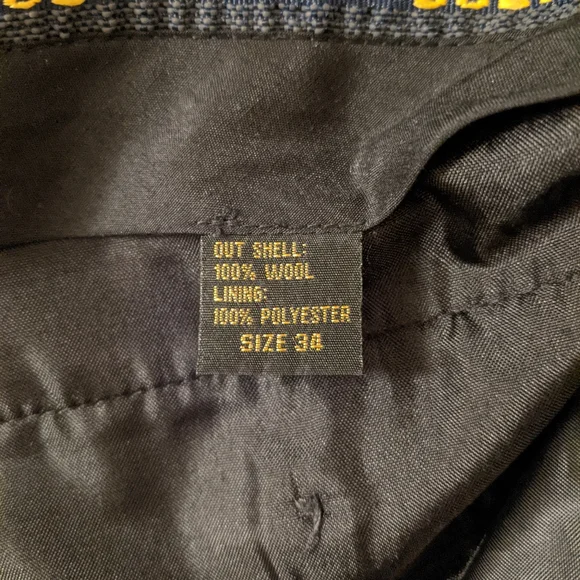 OUT SHELL:
100% WOOL
LINING:
100% POLYESTER
SIZE 34